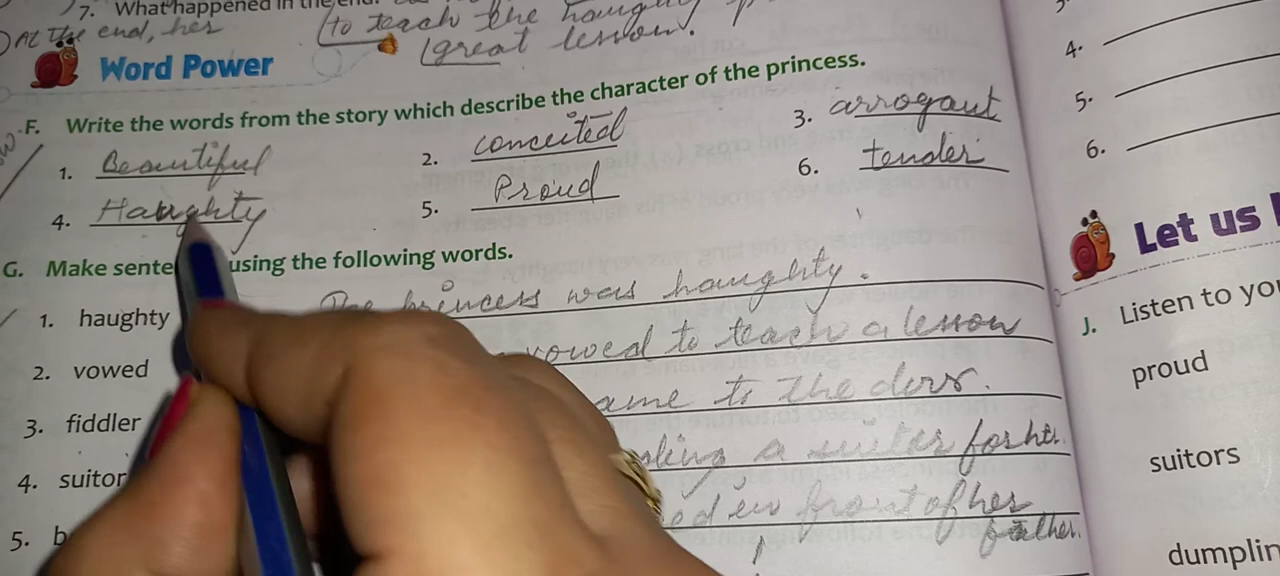 7. What happened in the end.
At the end, her (to teach the haughty
(great lesson.
Word Power
F. Write the words from the story which describe the character of the princess.
1. Beautiful 2. conceited 3. arrogant
4. Haughty 5. Proud 6. tender
G. Make sente using the following words.
1. haughty The princess was haughty.
2. vowed vowed to teach a lesson
3. fiddler ame to the door.
4. suitor a suitor for her.
5. b ed in front of her
father.
4.
5.
6.
Let us
J. Listen to yo
proud
suitors
dumplin